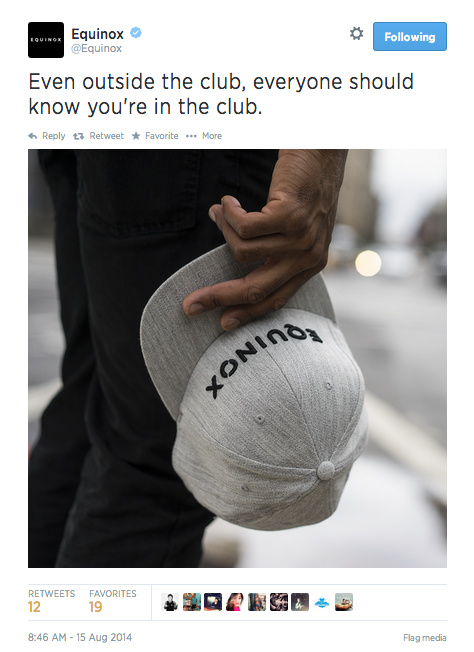 EQUINOX
Equinox
@Equinox
Following
Even outside the club, everyone should
know you're in the club.
Reply Retweet Favorite More
EQUINOX
RETWEETS FAVORITES
12 19
8:46 AM - 15 Aug 2014 Flag media